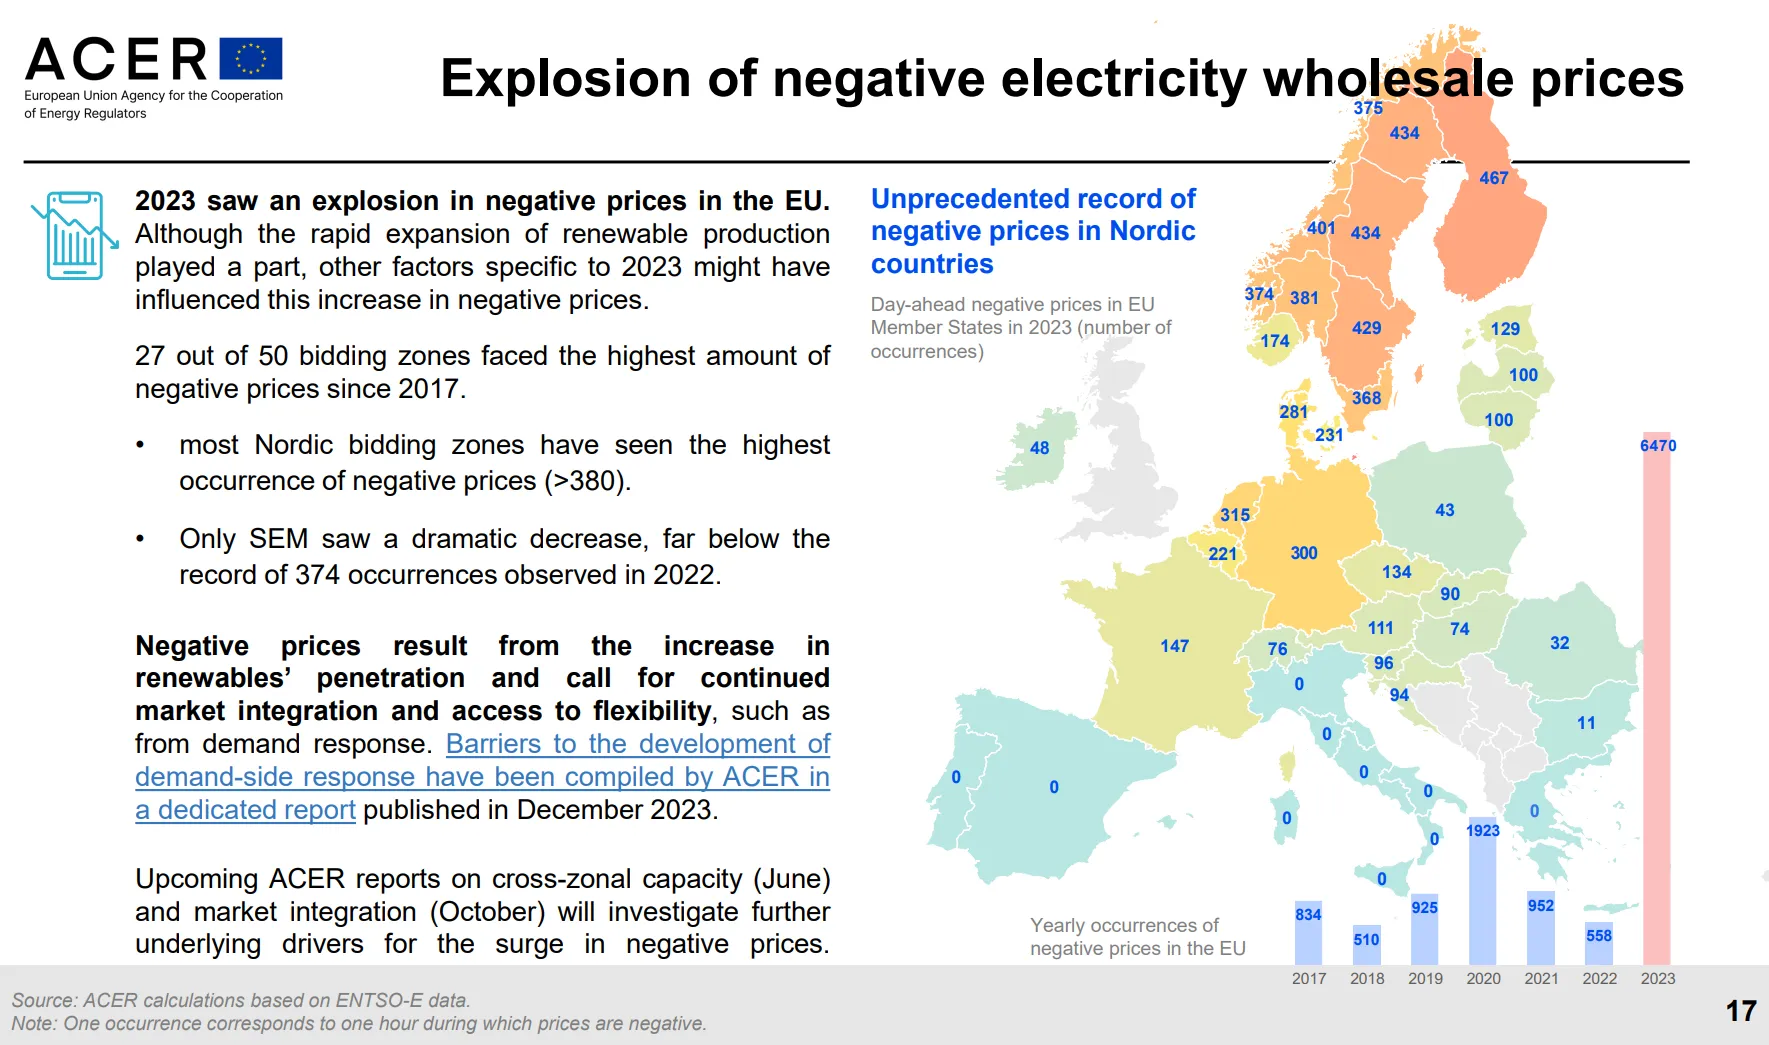 ACER
European Union Agency for the Cooperation
of Energy Regulators
Explosion of negative electricity wholesale prices
2023 saw an explosion in negative prices in the EU.
Although the rapid expansion of renewable production
played a part, other factors specific to 2023 might have
influenced this increase in negative prices.
27 out of 50 bidding zones faced the highest amount of
negative prices since 2017.
• most Nordic bidding zones have seen the highest
occurrence of negative prices (>380).
• Only SEM saw a dramatic decrease, far below the
record of 374 occurrences observed in 2022.
Negative prices result from the increase in
renewables’ penetration and call for continued
market integration and access to flexibility, such as
from demand response. Barriers to the development of
demand-side response have been compiled by ACER in
a dedicated report published in December 2023.
Upcoming ACER reports on cross-zonal capacity (June)
and market integration (October) will investigate further
underlying drivers for the surge in negative prices.
Unprecedented record of
negative prices in Nordic
countries
Day-ahead negative prices in EU
Member States in 2023 (number of
occurrences)
375
434
467
401
434
374
381
174
429
129
100
368
100
281
231
48
43
315
221
300
134
90
111
74
147
76
96
32
0
94
11
0
0
0
0
0
0
0
0
0
Yearly occurrences of
negative prices in the EU
834
510
925
1923
952
558
6470
2017 2018 2019 2020 2021 2022 2023
Source: ACER calculations based on ENTSO-E data.
Note: One occurrence corresponds to one hour during which prices are negative.
17